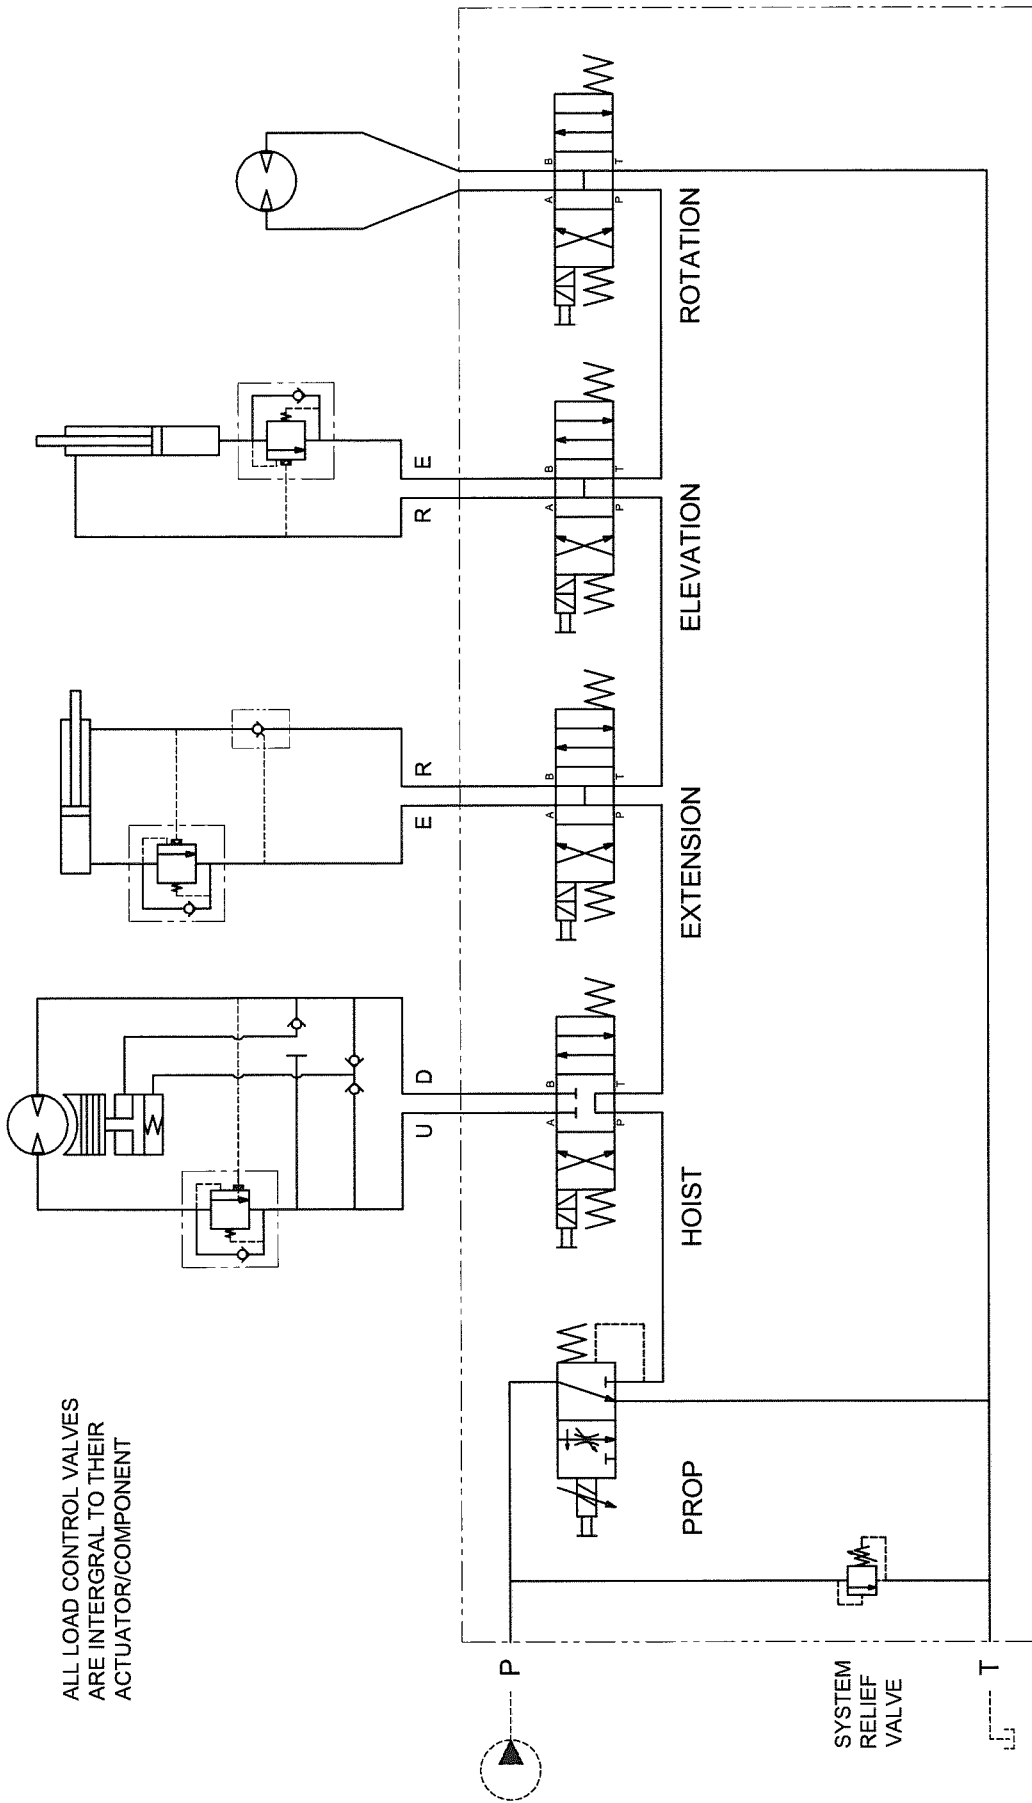 ALL LOAD CONTROL VALVES
ARE INTERGRAL TO THEIR
ACTUATOR/COMPONENT
U
D
E
R
R
E
A
B
A
B
A
B
A
B
P
T
P
T
P
T
P
T
PROP
HOIST
EXTENSION
ELEVATION
ROTATION
P
SYSTEM
RELIEF
VALVE
T